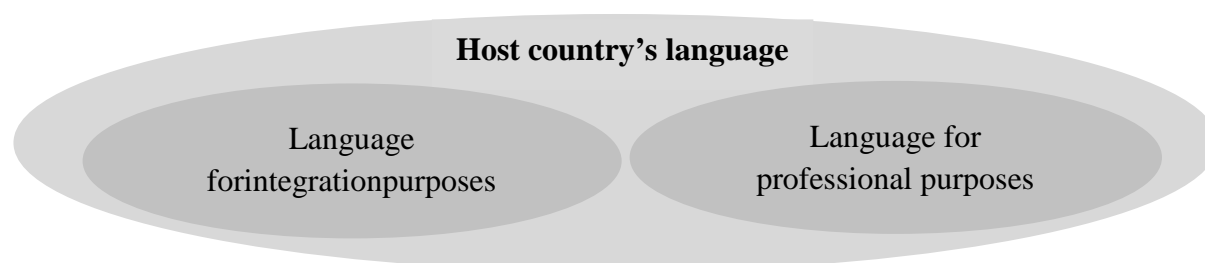 Host country’s language
Language
forintegrationpurposes
Language for
professional purposes